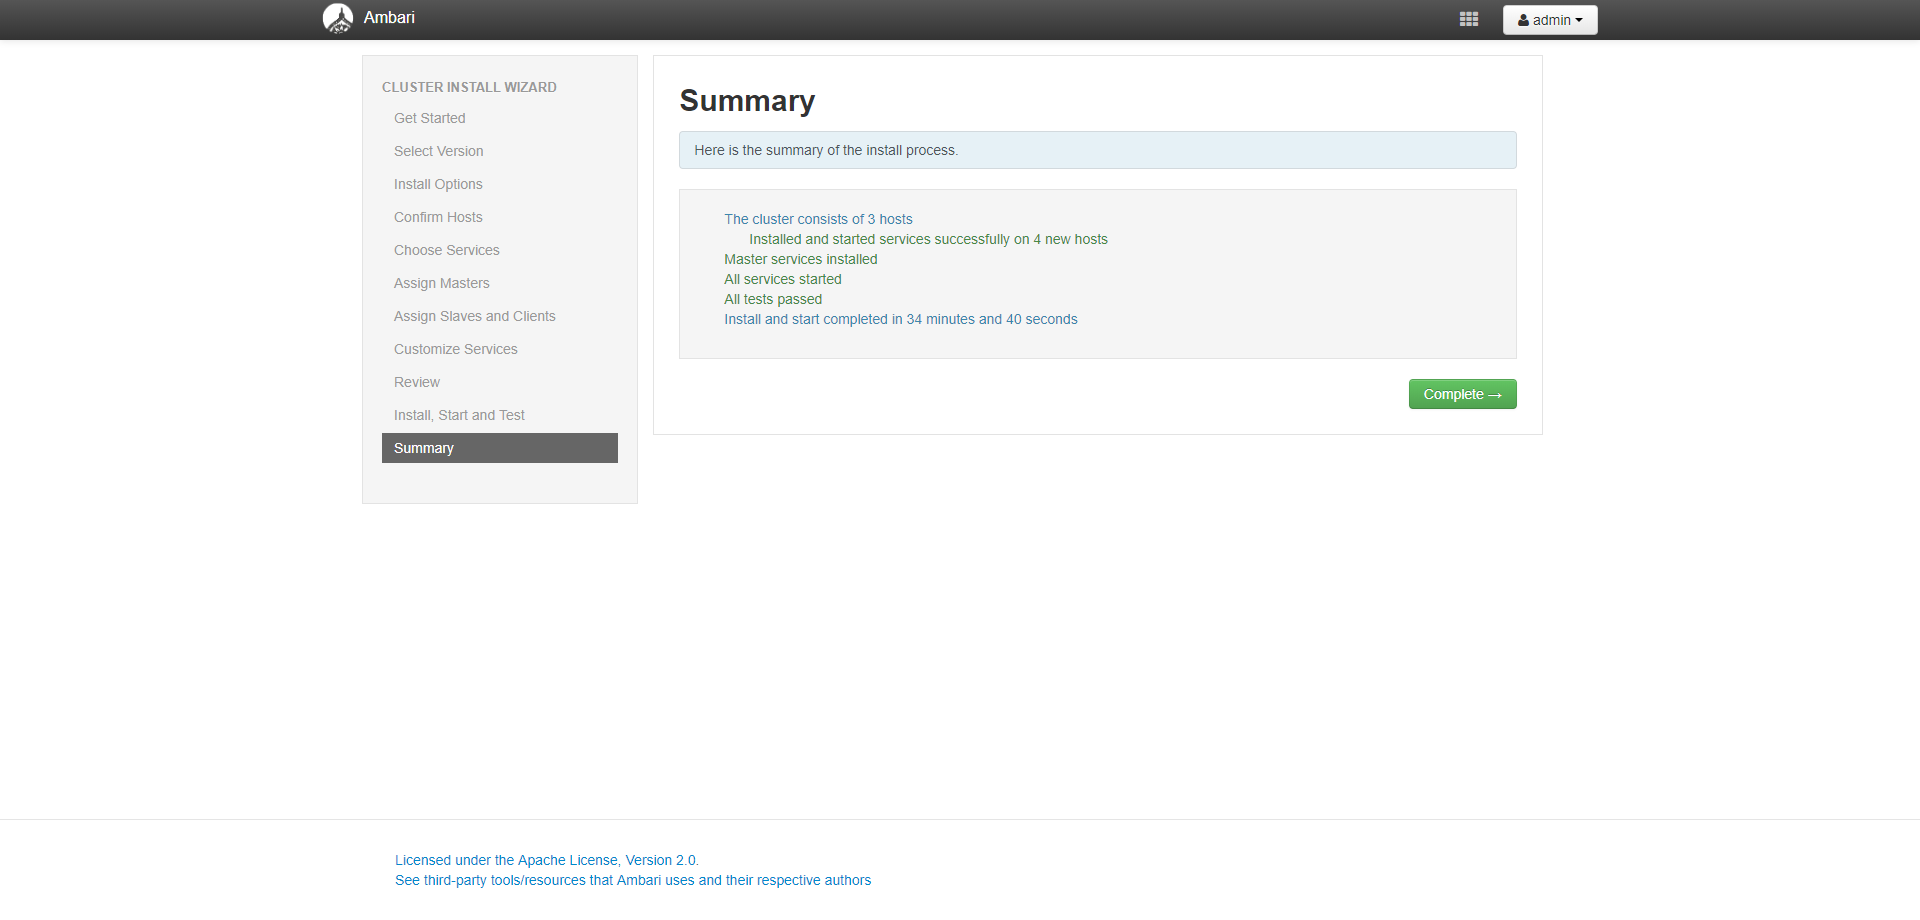 Ambari
admin
CLUSTER INSTALL WIZARD
Get Started
Select Version
Install Options
Confirm Hosts
Choose Services
Assign Masters
Assign Slaves and Clients
Customize Services
Review
Install, Start and Test
Summary
Summary
Here is the summary of the install process.
The cluster consists of 3 hosts
Installed and started services successfully on 4 new hosts
Master services installed
All services started
All tests passed
Install and start completed in 34 minutes and 40 seconds
Complete →
Licensed under the Apache License, Version 2.0.
See third-party tools/resources that Ambari uses and their respective authors